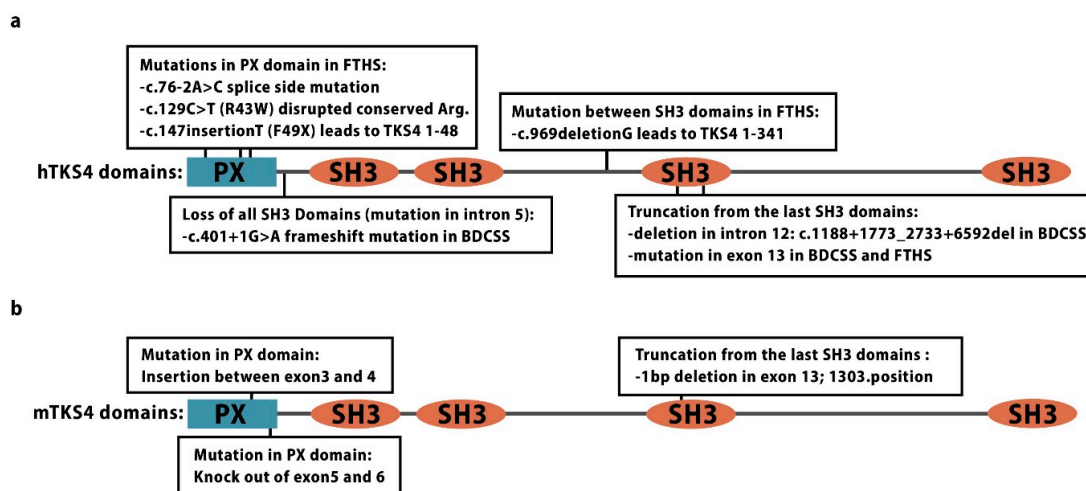 a
Mutations in PX domain in FTHS:
-c.76-2A>C splice side mutation
-c.129C>T (R43W) disrupted conserved Arg.
-c.147insertionT (F49X) leads to TKS4 1-48
Mutation between SH3 domains in FTHS:
-c.969deletionG leads to TKS4 1-341
hTKS4 domains: PX SH3 SH3 SH3 SH3
Loss of all SH3 Domains (mutation in intron 5):
-c.401+1G>A frameshift mutation in BDCSS
Truncation from the last SH3 domains:
-deletion in intron 12: c.1188+1773_2733+6592del in BDCSS
-mutation in exon 13 in BDCSS and FTHS
b
Mutation in PX domain:
Insertion between exon3 and 4
Truncation from the last SH3 domains :
-1bp deletion in exon 13; 1303.position
mTKS4 domains: PX SH3 SH3 SH3 SH3
Mutation in PX domain:
Knock out of exon5 and 6